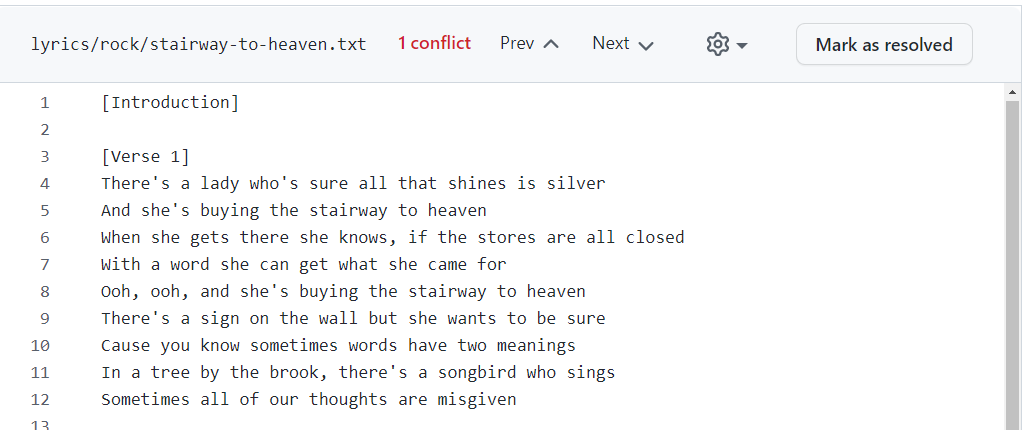 lyrics/rock/stairway-to-heaven.txt 1 conflict Prev Next Mark as resolved
1 [Introduction]
2
3 [Verse 1]
4 There's a lady who's sure all that shines is silver
5 And she's buying the stairway to heaven
6 When she gets there she knows, if the stores are all closed
7 With a word she can get what she came for
8 Ooh, ooh, and she's buying the stairway to heaven
9 There's a sign on the wall but she wants to be sure
10 Cause you know sometimes words have two meanings
11 In a tree by the brook, there's a songbird who sings
12 Sometimes all of our thoughts are misgiven
13